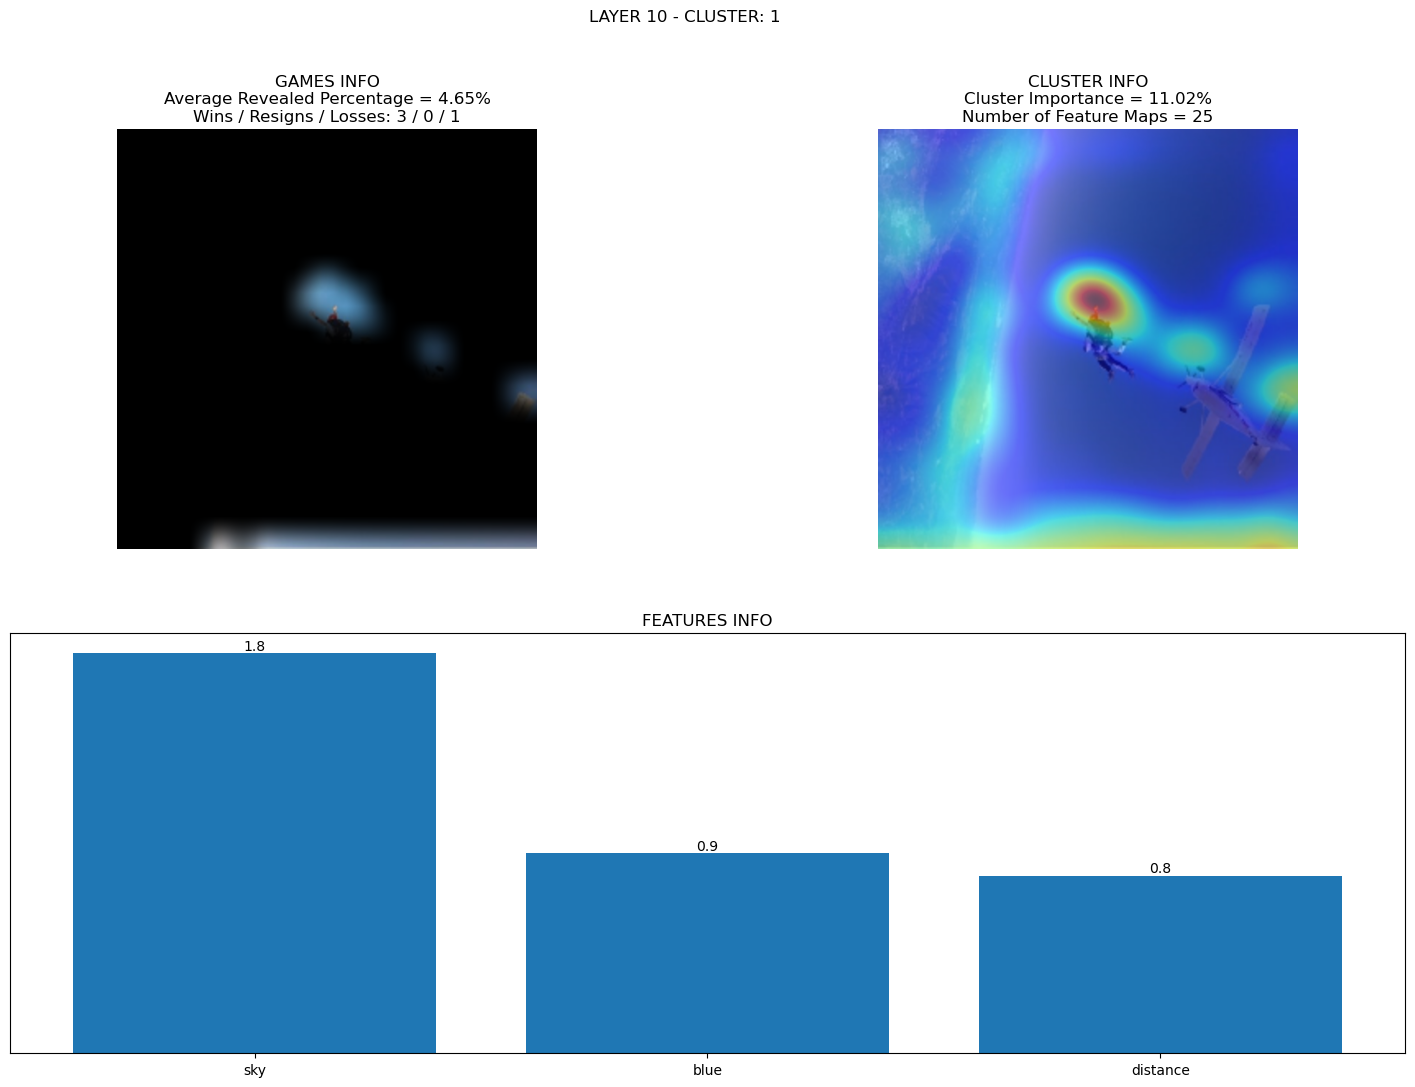 LAYER 10 - CLUSTER: 1
GAMES INFO
Average Revealed Percentage = 4.65%
Wins / Resigns / Losses: 3 / 0 / 1
CLUSTER INFO
Cluster Importance = 11.02%
Number of Feature Maps = 25
FEATURES INFO
1.8
0.9
0.8
sky
blue
distance